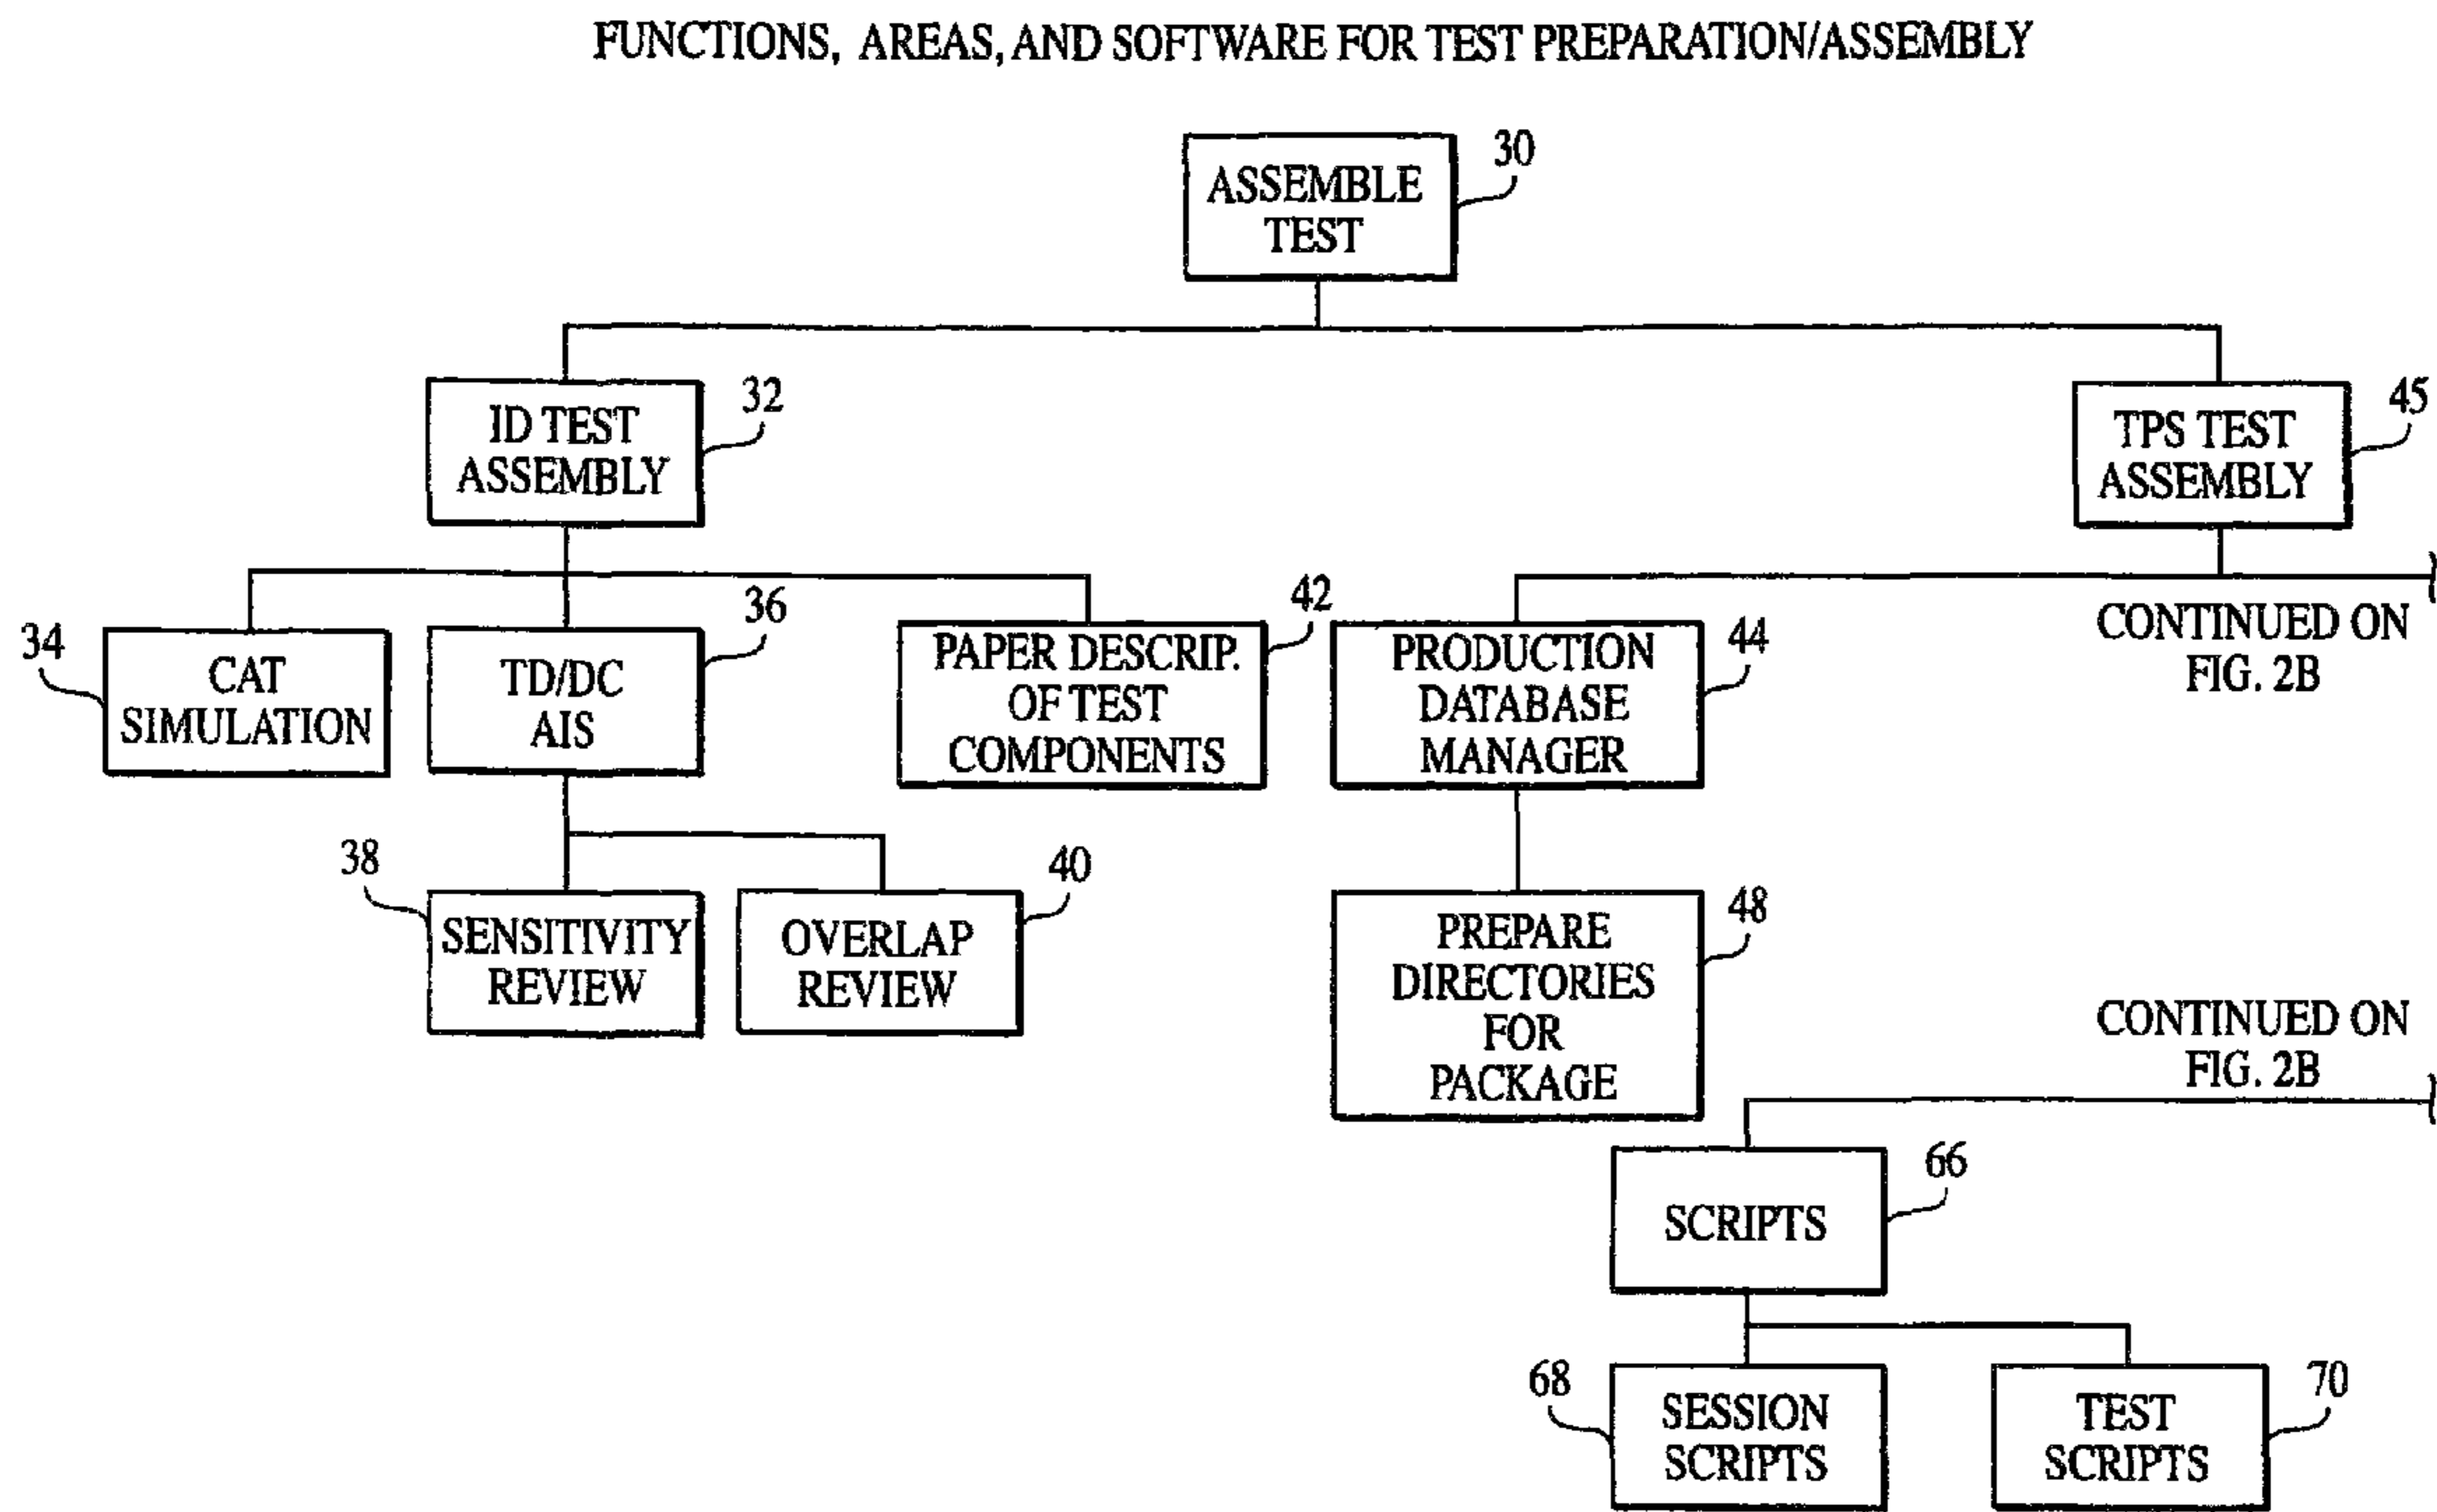 FUNCTIONS, AREAS, AND SOFTWARE FOR TEST PREPARATION/ASSEMBLY
ASSEMBLE
TEST
30
ID TEST
ASSEMBLY
32
TPS TEST
ASSEMBLY
45
34
CAT
SIMULATION
TD/DC
AIS
36
PAPER DESCRIP.
OF TEST
COMPONENTS
42
PRODUCTION
DATABASE
MANAGER
44
CONTINUED ON
FIG. 2B
38
SENSITIVITY
REVIEW
OVERLAP
REVIEW
40
PREPARE
DIRECTORIES
FOR
PACKAGE
48
CONTINUED ON
FIG. 2B
SCRIPTS
66
68
SESSION
SCRIPTS
TEST
SCRIPTS
70